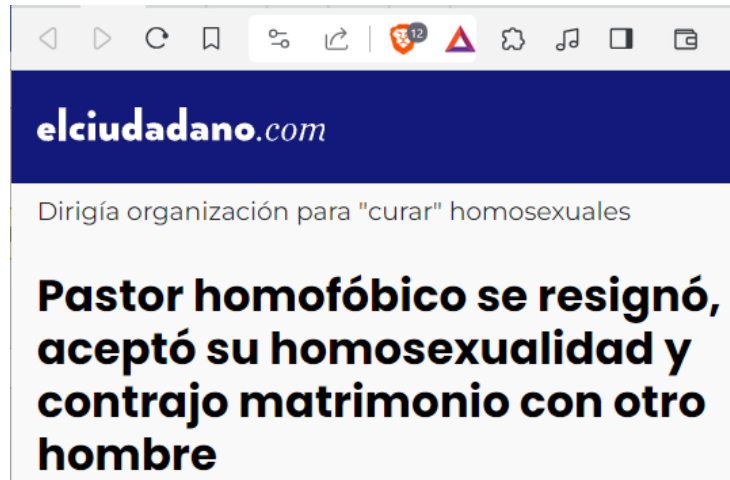 12
elciudadano.com
Dirigía organización para "curar" homosexuales
Pastor homofóbico se resignó,
aceptó su homosexualidad y
contrajo matrimonio con otro
hombre